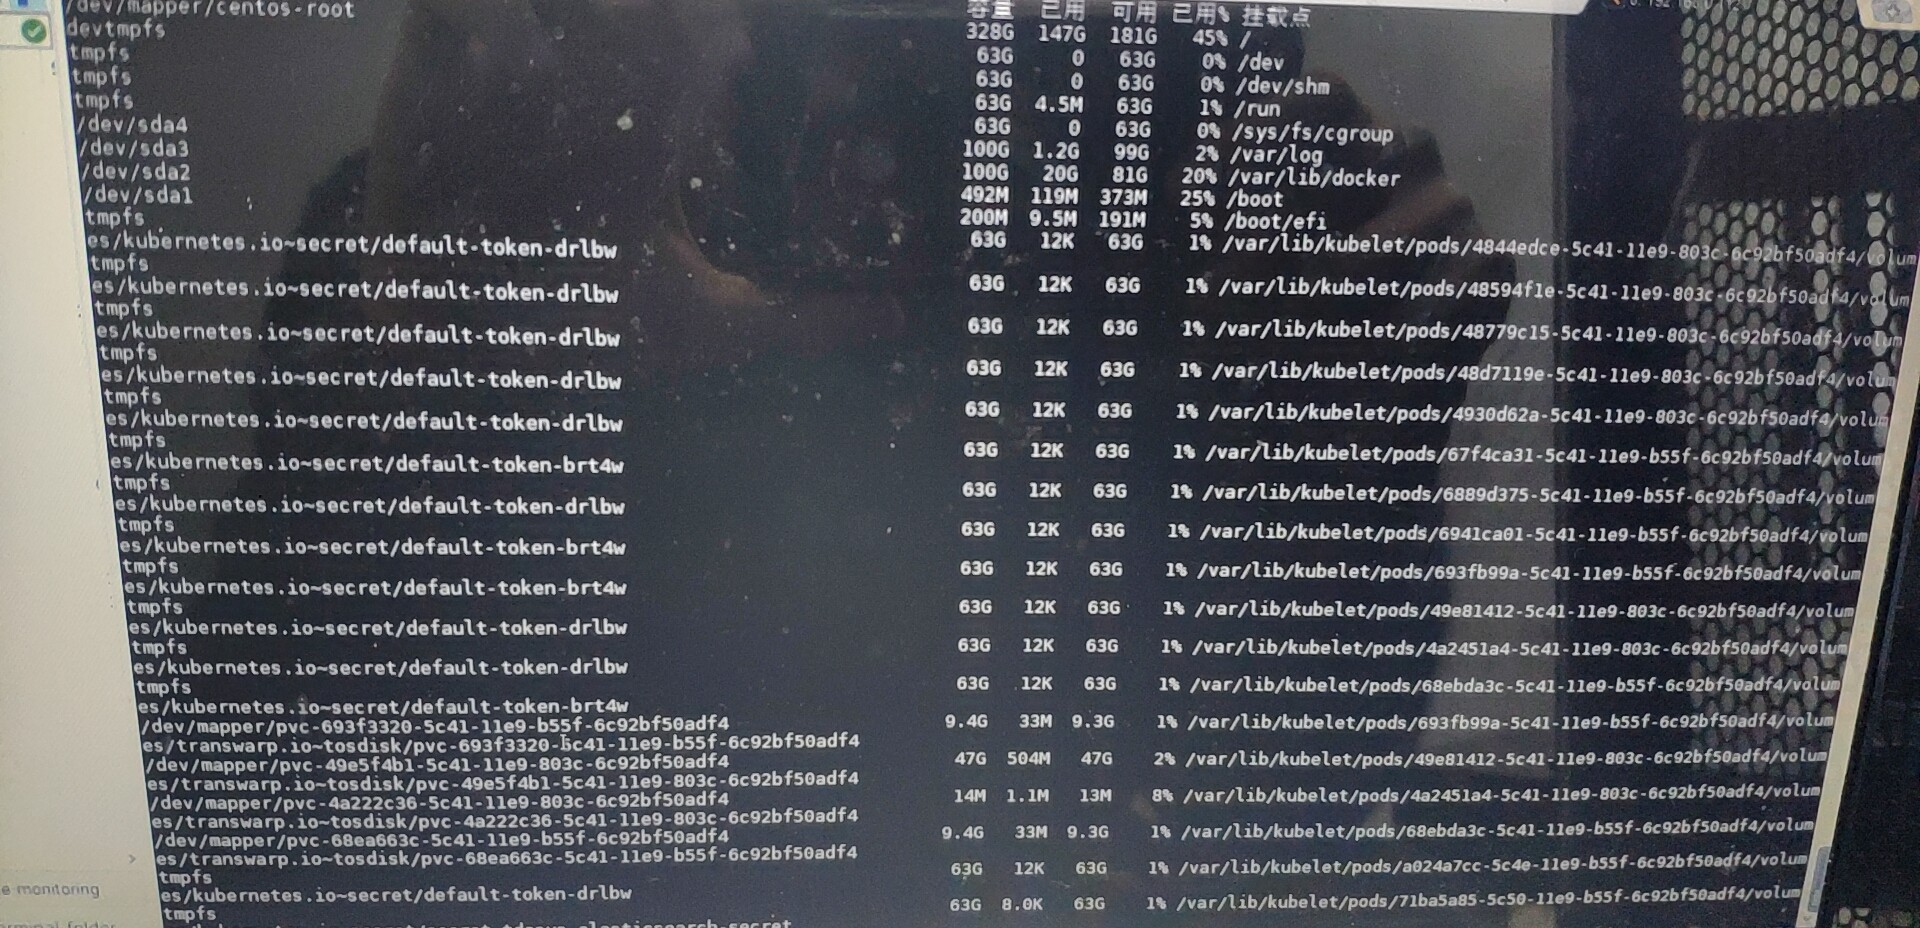 /dev/mapper/centos-root 容量 已用 可用 已用% 挂载点
devtmpfs 328G 147G 181G 45% /
tmpfs 63G 0 63G 0% /dev
tmpfs 63G 0 63G 0% /dev/shm
tmpfs 63G 4.5M 63G 1% /run
/dev/sda4 63G 0 63G 0% /sys/fs/cgroup
/dev/sda3 100G 1.2G 99G 2% /var/log
/dev/sda2 100G 20G 81G 20% /var/lib/docker
/dev/sda1 492M 119M 373M 25% /boot
tmpfs 200M 9.5M 191M 5% /boot/efi
es/kubernetes.io~secret/default-token-drlbw 63G 12K 63G 1% /var/lib/kubelet/pods/4844edce-5c41-11e9-803c-6c92bf50adf4/volum
tmpfs
es/kubernetes.io~secret/default-token-drlbw 63G 12K 63G 1% /var/lib/kubelet/pods/48594f1e-5c41-11e9-803c-6c92bf50adf4/volum
tmpfs
es/kubernetes.io~secret/default-token-drlbw 63G 12K 63G 1% /var/lib/kubelet/pods/48779c15-5c41-11e9-803c-6c92bf50adf4/volum
tmpfs
es/kubernetes.io~secret/default-token-drlbw 63G 12K 63G 1% /var/lib/kubelet/pods/48d7119e-5c41-11e9-803c-6c92bf50adf4/volum
tmpfs
es/kubernetes.io~secret/default-token-drlbw 63G 12K 63G 1% /var/lib/kubelet/pods/4930d62a-5c41-11e9-803c-6c92bf50adf4/volum
tmpfs
es/kubernetes.io~secret/default-token-brt4w 63G 12K 63G 1% /var/lib/kubelet/pods/67f4ca31-5c41-11e9-b55f-6c92bf50adf4/volum
tmpfs
es/kubernetes.io~secret/default-token-drlbw 63G 12K 63G 1% /var/lib/kubelet/pods/6889d375-5c41-11e9-b55f-6c92bf50adf4/volum
tmpfs
es/kubernetes.io~secret/default-token-brt4w 63G 12K 63G 1% /var/lib/kubelet/pods/6941ca01-5c41-11e9-b55f-6c92bf50adf4/volum
tmpfs
es/kubernetes.io~secret/default-token-brt4w 63G 12K 63G 1% /var/lib/kubelet/pods/693fb99a-5c41-11e9-b55f-6c92bf50adf4/volum
tmpfs
es/kubernetes.io~secret/default-token-drlbw 63G 12K 63G 1% /var/lib/kubelet/pods/49e81412-5c41-11e9-803c-6c92bf50adf4/volum
tmpfs
es/kubernetes.io~secret/default-token-drlbw 63G 12K 63G 1% /var/lib/kubelet/pods/4a2451a4-5c41-11e9-803c-6c92bf50adf4/volum
tmpfs
es/kubernetes.io~secret/default-token-brt4w 63G 12K 63G 1% /var/lib/kubelet/pods/68ebda3c-5c41-11e9-b55f-6c92bf50adf4/volum
/dev/mapper/pvc-693f3320-5c41-11e9-b55f-6c92bf50adf4 9.4G 33M 9.3G 1% /var/lib/kubelet/pods/693fb99a-5c41-11e9-b55f-6c92bf50adf4/volum
es/transwarp.io~tosdisk/pvc-693f3320-5c41-11e9-b55f-6c92bf50adf4
/dev/mapper/pvc-49e5f4b1-5c41-11e9-803c-6c92bf50adf4 47G 504M 47G 2% /var/lib/kubelet/pods/49e81412-5c41-11e9-803c-6c92bf50adf4/volum
es/transwarp.io~tosdisk/pvc-49e5f4b1-5c41-11e9-803c-6c92bf50adf4
/dev/mapper/pvc-4a222c36-5c41-11e9-803c-6c92bf50adf4 14M 1.1M 13M 8% /var/lib/kubelet/pods/4a2451a4-5c41-11e9-803c-6c92bf50adf4/volum
es/transwarp.io~tosdisk/pvc-4a222c36-5c41-11e9-803c-6c92bf50adf4
/dev/mapper/pvc-68ea663c-5c41-11e9-b55f-6c92bf50adf4 9.4G 33M 9.3G 1% /var/lib/kubelet/pods/68ebda3c-5c41-11e9-b55f-6c92bf50adf4/volum
es/transwarp.io~tosdisk/pvc-68ea663c-5c41-11e9-b55f-6c92bf50adf4
tmpfs 63G 12K 63G 1% /var/lib/kubelet/pods/a024a7cc-5c4e-11e9-b55f-6c92bf50adf4/volum
es/kubernetes.io~secret/default-token-drlbw
tmpfs 63G 8.0K 63G 1% /var/lib/kubelet/pods/71ba5a85-5c50-11e9-b55f-6c92bf50adf4/volum
e monitoring